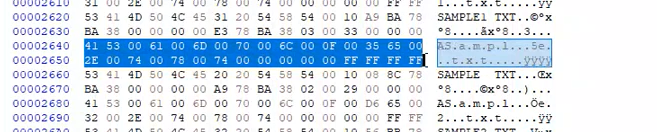 00002610 31 00 2E 00 74 00 78 00 74 00 00 00 00 00 FF FF 1...t.x.t.....ÿÿ
00002620 53 41 4D 50 4C 45 31 20 54 58 54 00 10 A9 BA 78 SAMPLE1 TXT..©ºx
00002630 BA 38 00 00 00 00 E3 78 BA 38 03 00 33 00 00 00 º8....ãxº8..3...
00002640 41 53 00 61 00 6D 00 70 00 6C 00 0F 00 35 65 00 AS.a.m.p.l...5e.
00002650 2E 00 74 00 78 00 74 00 00 00 00 00 FF FF FF FF ..t.x.t.....ÿÿÿÿ
00002660 53 41 4D 50 4C 45 20 20 54 58 54 00 10 08 8C 78 SAMPLE TXT...Œx
00002670 BA 38 00 00 00 00 A9 78 BA 38 02 00 29 00 00 00 º8....©xº8..)...
00002680 41 53 00 61 00 6D 00 70 00 6C 00 0F 00 D6 65 00 AS.a.m.p.l...Öe.
00002690 32 00 2E 00 74 00 78 00 74 00 00 00 00 00 FF FF 2...t.x.t.....ÿÿ